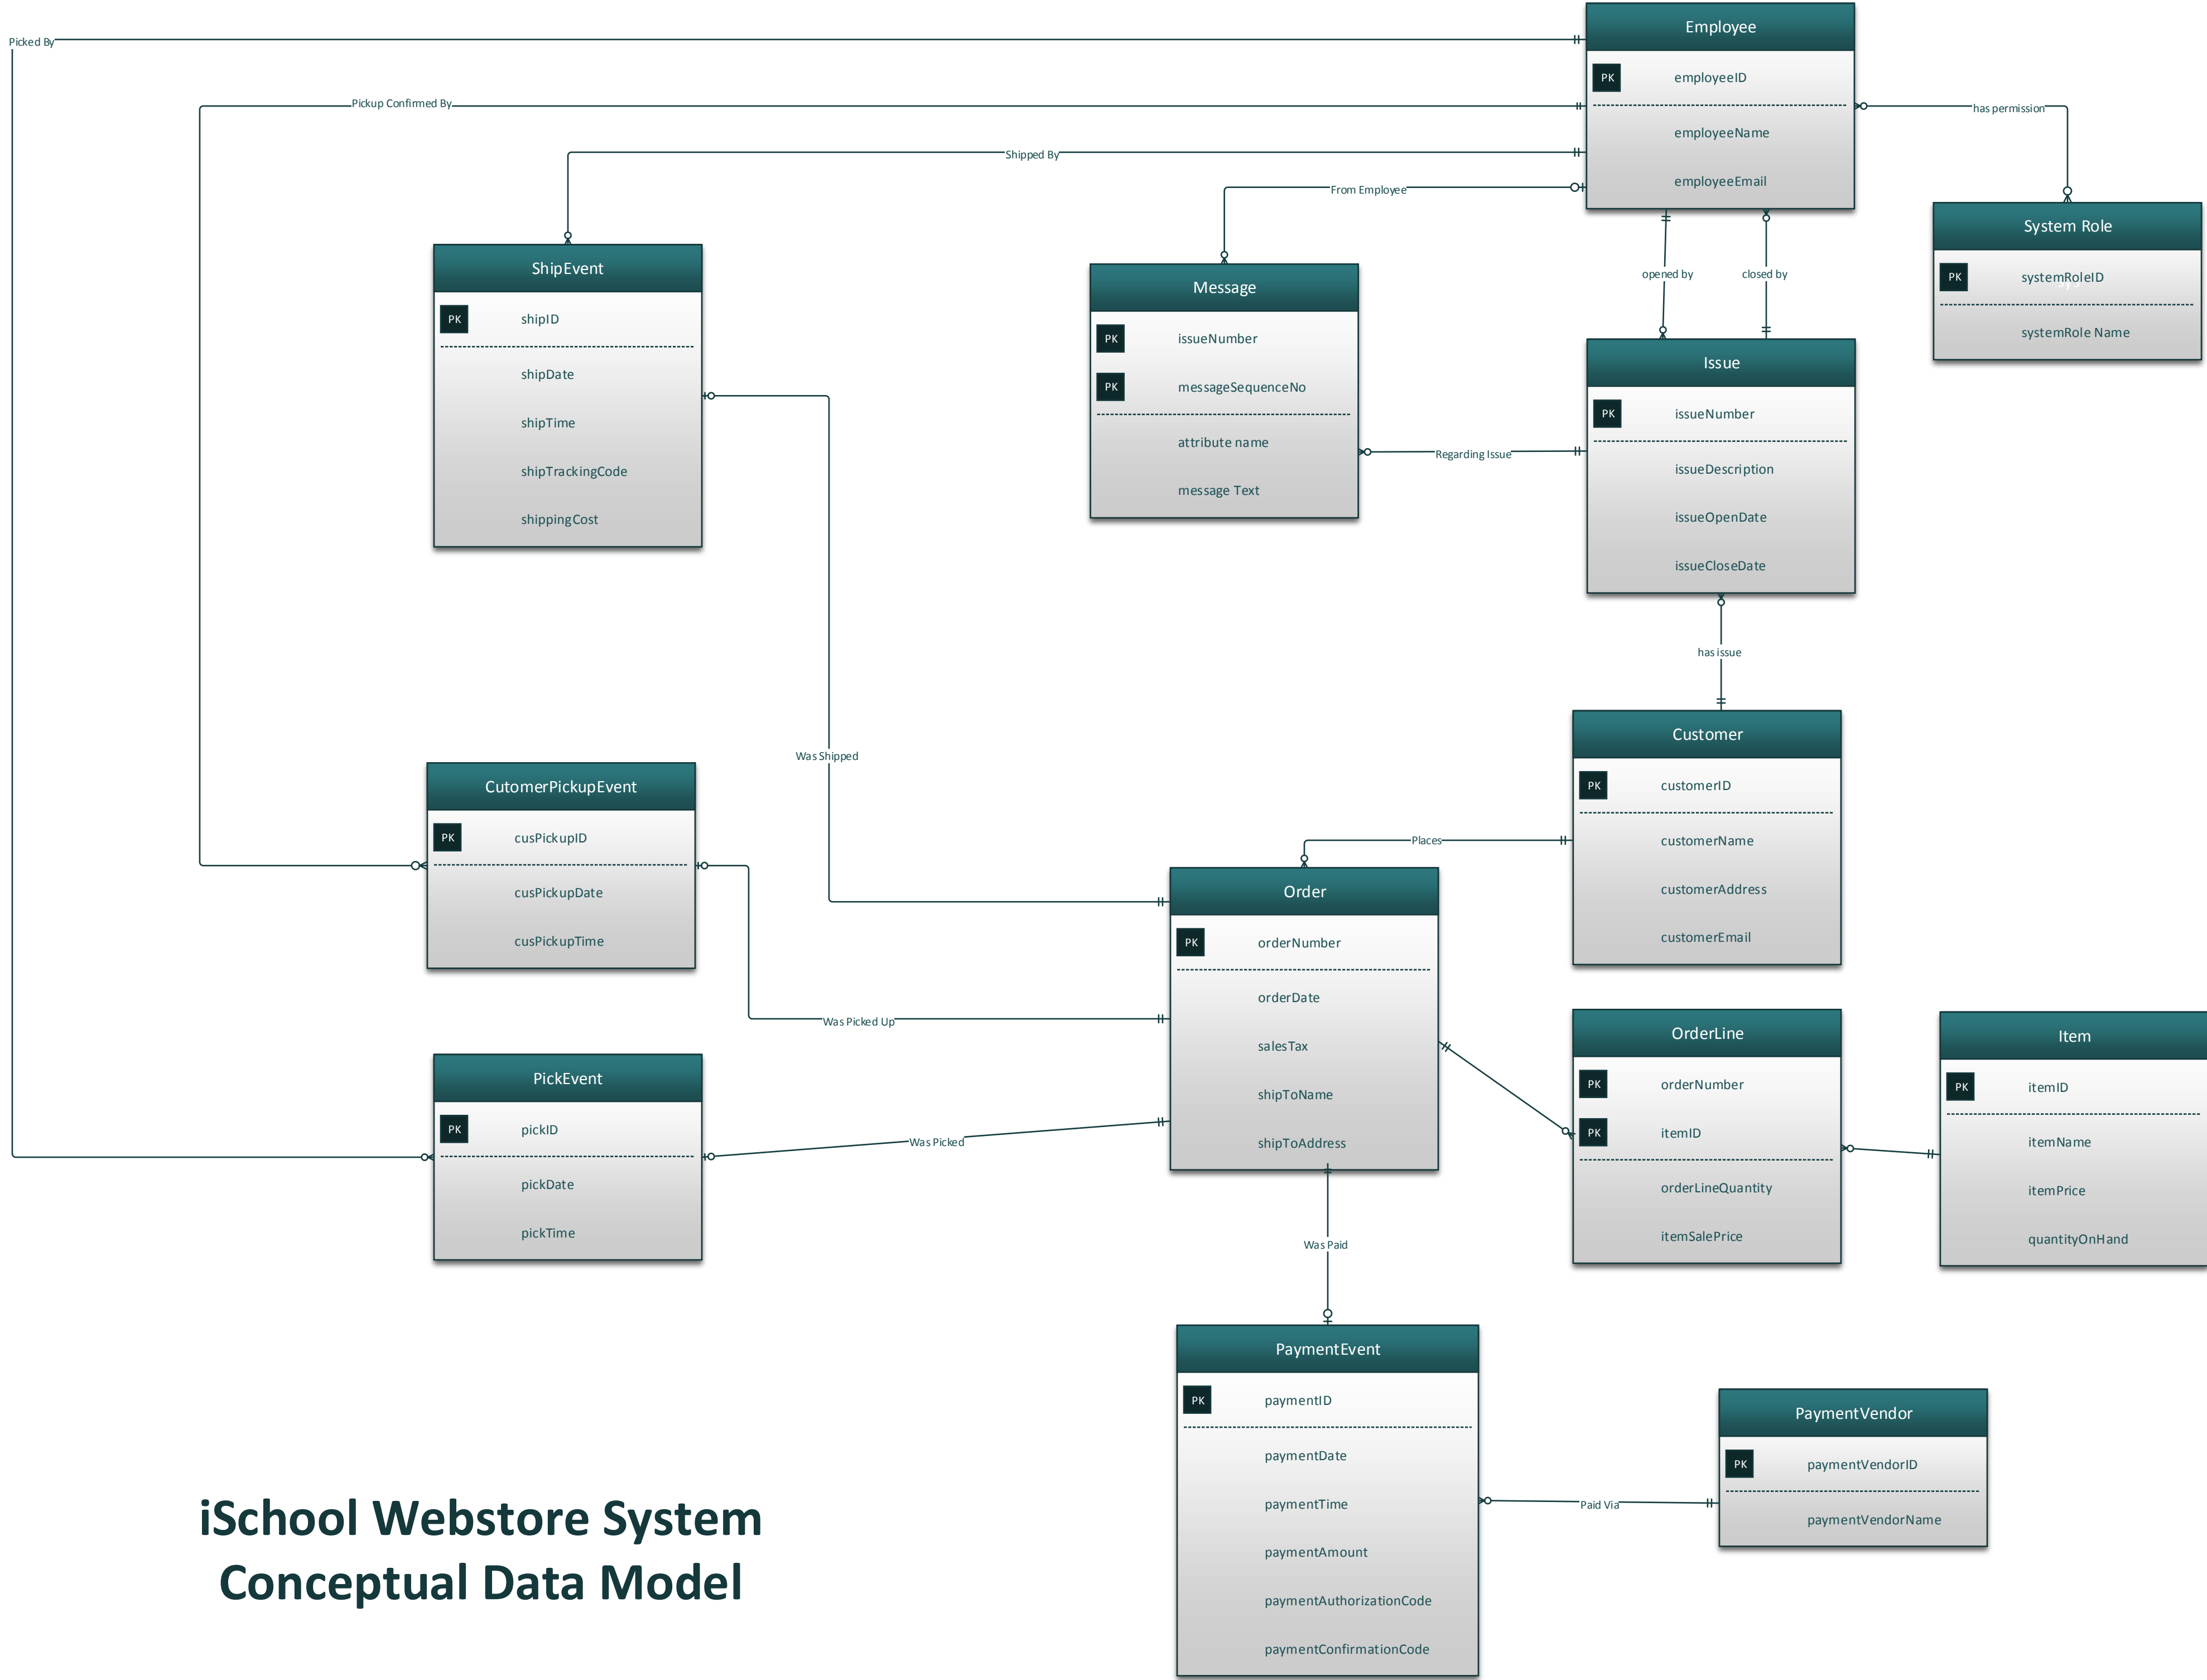 Employee
PK employeeID
employeeName
employeeEmail
Picked By
Pickup Confirmed By
has permission
Shipped By
From Employee
System Role
PK systemRoleID
systemRole Name
ShipEvent
PK shipID
shipDate
shipTime
shipTrackingCode
shippingCost
Message
PK issueNumber
PK messageSequenceNo
attribute name
message Text
opened by
closed by
Issue
PK issueNumber
issueDescription
issueOpenDate
issueCloseDate
Regarding Issue
has issue
Customer
PK customerID
customerName
customerAddress
customerEmail
Was Shipped
CutomerPickupEvent
PK cusPickupID
cusPickupDate
cusPickupTime
Places
Order
PK orderNumber
orderDate
salesTax
shipToName
shipToAddress
Was Picked Up
OrderLine
PK orderNumber
PK itemID
orderLineQuantity
itemSalePrice
Item
PK itemID
itemName
itemPrice
quantityOnHand
PickEvent
PK pickID
pickDate
pickTime
Was Picked
Was Paid
PaymentEvent
PK paymentID
paymentDate
paymentTime
paymentAmount
paymentAuthorizationCode
paymentConfirmationCode
Paid Via
PaymentVendor
PK paymentVendorID
paymentVendorName
iSchool Webstore System
Conceptual Data Model